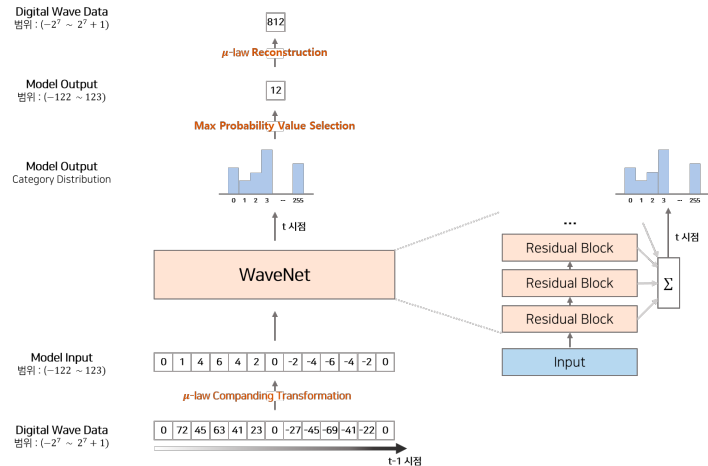 Digital Wave Data
범위 : (−2⁷ ~ 2⁷ + 1)
812
μ-law Reconstruction
Model Output
범위 : (−122 ~ 123)
12
Max Probability Value Selection
Model Output
Category Distribution
0 1 2 3 ... 255
0 1 2 3 ... 255
t 시점
t 시점
WaveNet
...
Residual Block
Residual Block
Residual Block
Σ
Input
Model Input
범위 : (−122 ~ 123)
0 1 4 6 4 2 0 -2 -4 -6 -4 -2 0
μ-law Companding Transformation
Digital Wave Data
범위 : (−2⁷ ~ 2⁷ + 1)
0 72 45 63 41 23 0 -27 -45 -69 -41 -22 0
t-1 시점